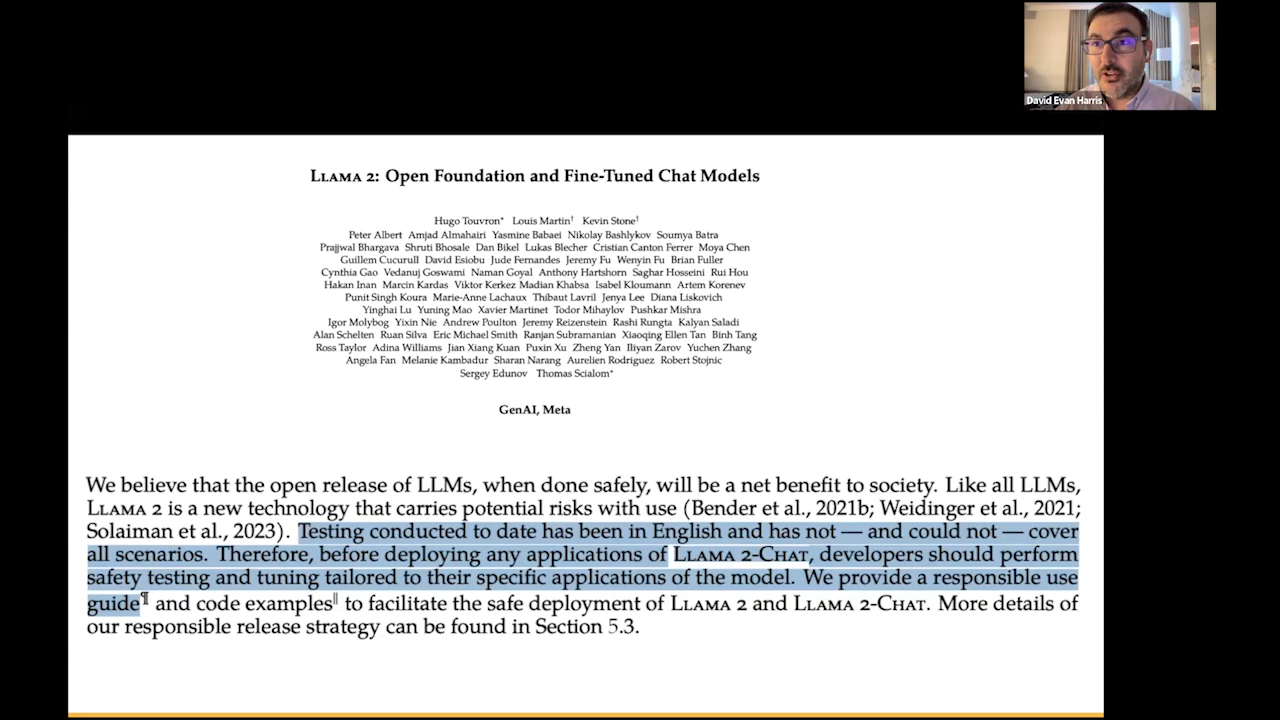 David Evan Harris
LLAMA 2: Open Foundation and Fine-Tuned Chat Models
Hugo Touvron* Louis Martin† Kevin Stone†
Peter Albert Amjad Almahairi Yasmine Babaei Nikolay Bashlykov Soumya Batra
Prajjwal Bhargava Shruti Bhosale Dan Bikel Lukas Blecher Cristian Canton Ferrer Moya Chen
Guillem Cucurull David Esiobu Jude Fernandes Jeremy Fu Wenyin Fu Brian Fuller
Cynthia Gao Vedanuj Goswami Naman Goyal Anthony Hartshorn Saghar Hosseini Rui Hou
Hakan Inan Marcin Kardas Viktor Kerkez Madian Khabsa Isabel Kloumann Artem Korenev
Punit Singh Koura Marie-Anne Lachaux Thibaut Lavril Jenya Lee Diana Liskovich
Yinghai Lu Yuning Mao Xavier Martinet Todor Mihaylov Pushkar Mishra
Igor Molybog Yixin Nie Andrew Poulton Jeremy Reizenstein Rashi Rungta Kalyan Saladi
Alan Schelten Ruan Silva Eric Michael Smith Ranjan Subramanian Xiaoqing Ellen Tan Binh Tang
Ross Taylor Adina Williams Jian Xiang Kuan Puxin Xu Zheng Yan Iliyan Zarov Yuchen Zhang
Angela Fan Melanie Kambadur Sharan Narang Aurelien Rodriguez Robert Stojnic
Sergey Edunov Thomas Scialom*
GenAI, Meta
We believe that the open release of LLMs, when done safely, will be a net benefit to society. Like all LLMs,
LLAMA 2 is a new technology that carries potential risks with use (Bender et al., 2021b; Weidinger et al., 2021;
Solaiman et al., 2023). Testing conducted to date has been in English and has not — and could not — cover
all scenarios. Therefore, before deploying any applications of LLAMA 2-CHAT, developers should perform
safety testing and tuning tailored to their specific applications of the model. We provide a responsible use
guide¶ and code examples‖ to facilitate the safe deployment of LLAMA 2 and LLAMA 2-CHAT. More details of
our responsible release strategy can be found in Section 5.3.